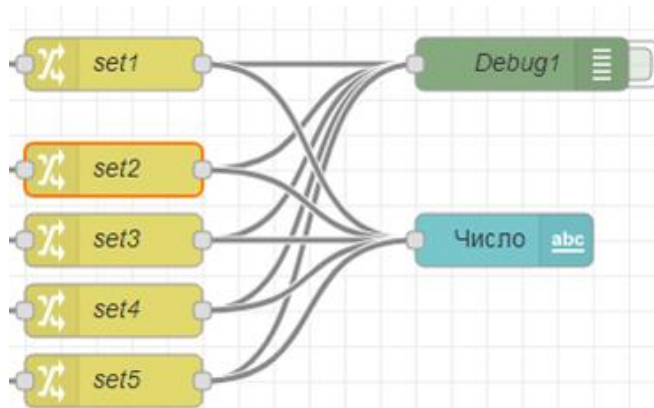 set1
Debug1
set2
set3
Число abc
set4
set5